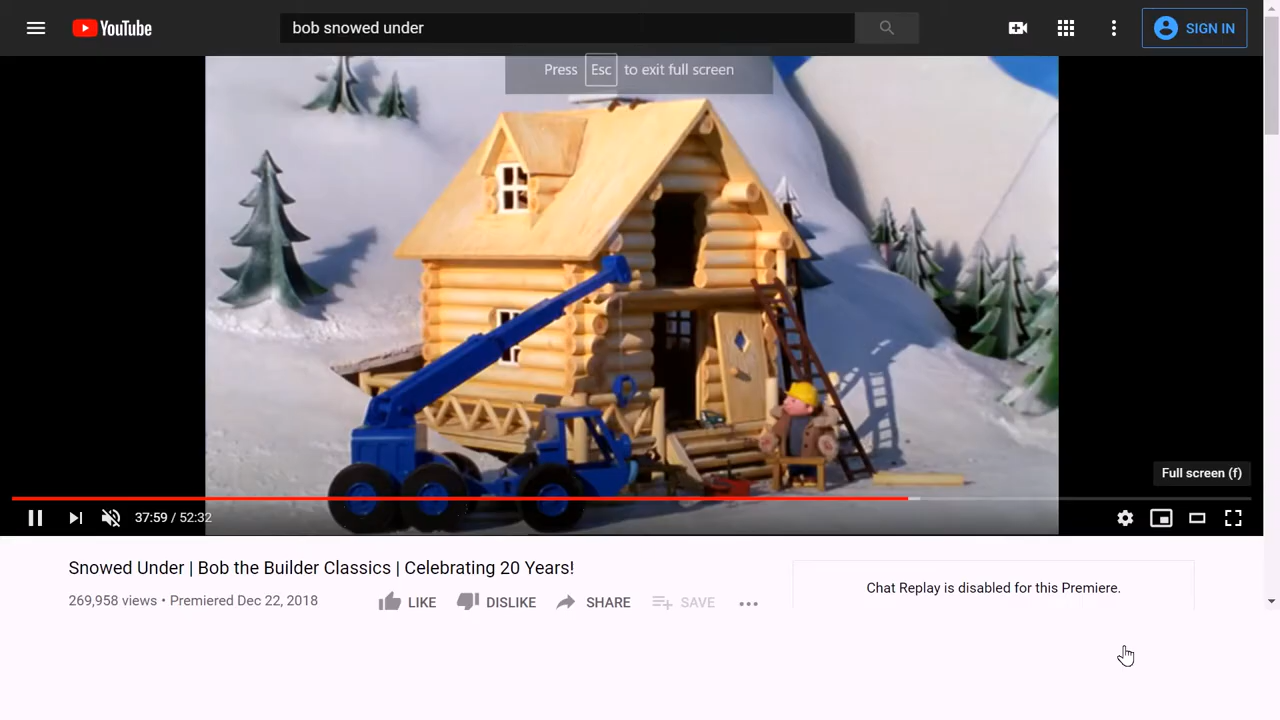 YouTube
bob snowed under
SIGN IN
Press Esc to exit full screen
Full screen (f)
37:59 / 52:32
Snowed Under | Bob the Builder Classics | Celebrating 20 Years!
269,958 views • Premiered Dec 22, 2018
LIKE
DISLIKE
SHARE
SAVE
Chat Replay is disabled for this Premiere.